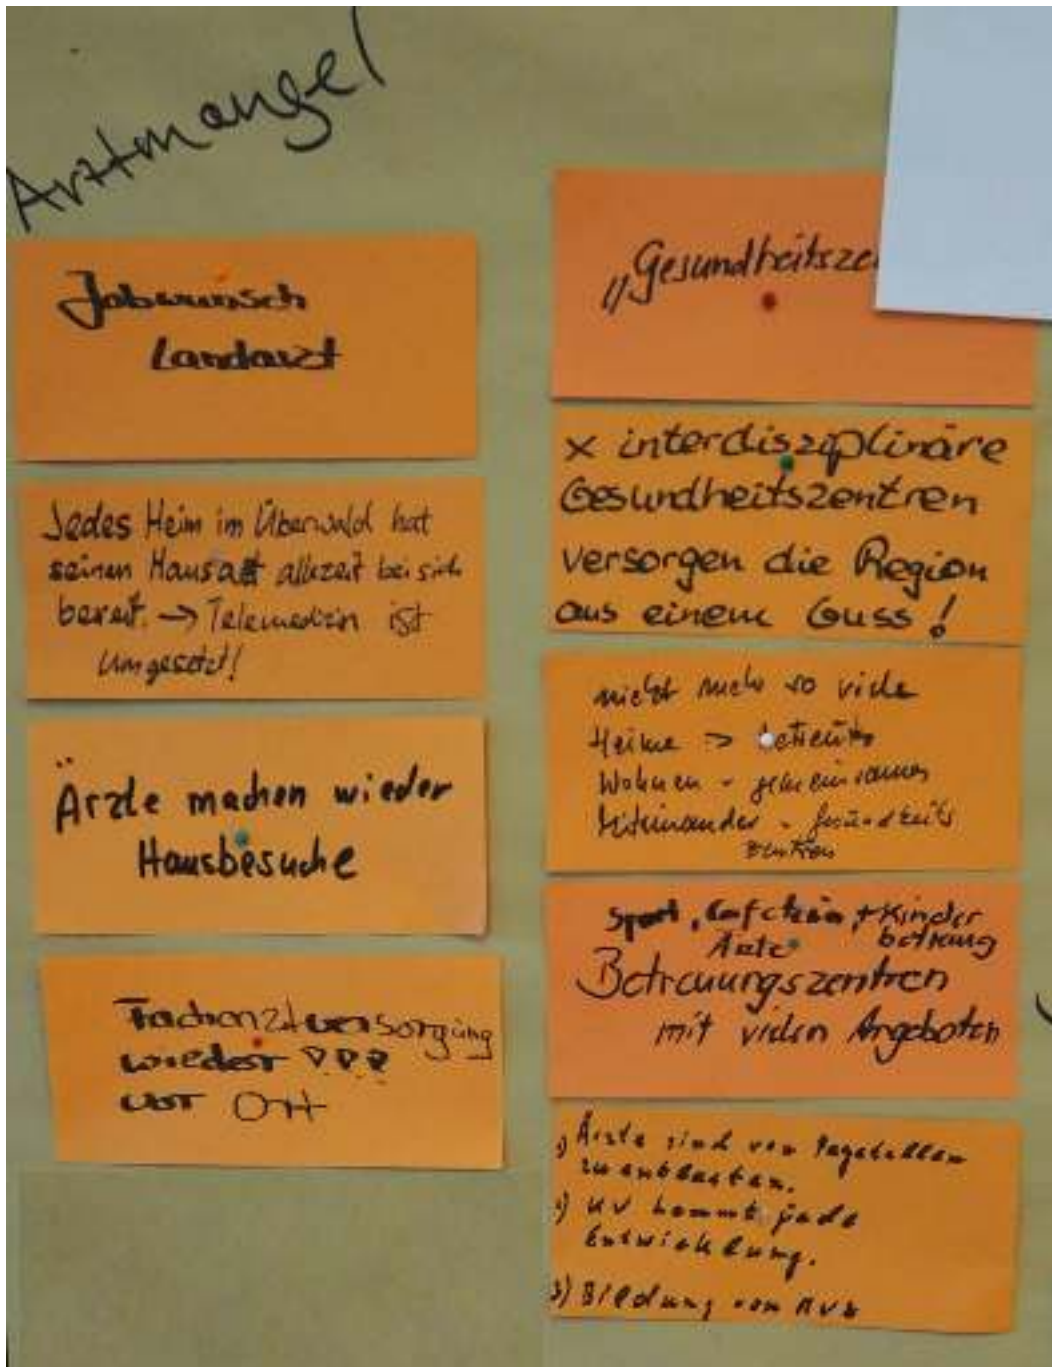 Arztmangel
Jobwunsch
Landarzt
Jedes Heim im Überwald hat
seinen Hausarzt allezeit bei sich
bereit. → Telemedizin ist
Umgesetzt!
Ärzte machen wieder
Hausbesuche
Facharztversorgung
wieder !!!
vor Ort
„Gesundheitsze
x interdisziplinäre
Gesundheitszentren
versorgen die Region
aus einem Guss!
nicht mehr so viele
Heime => betreutes
Wohnen - gemeinsames
Miteinander - Gesundheits
zentren
Sport, Cafeteria, + Kinder
betreuung
Ärzte
Betreuungszentren
mit vielen Angeboten
1) Ärzte sind von
zu entlasten.
2) KV hemmt jede
Entwicklung.
3) Bildung von MVZ